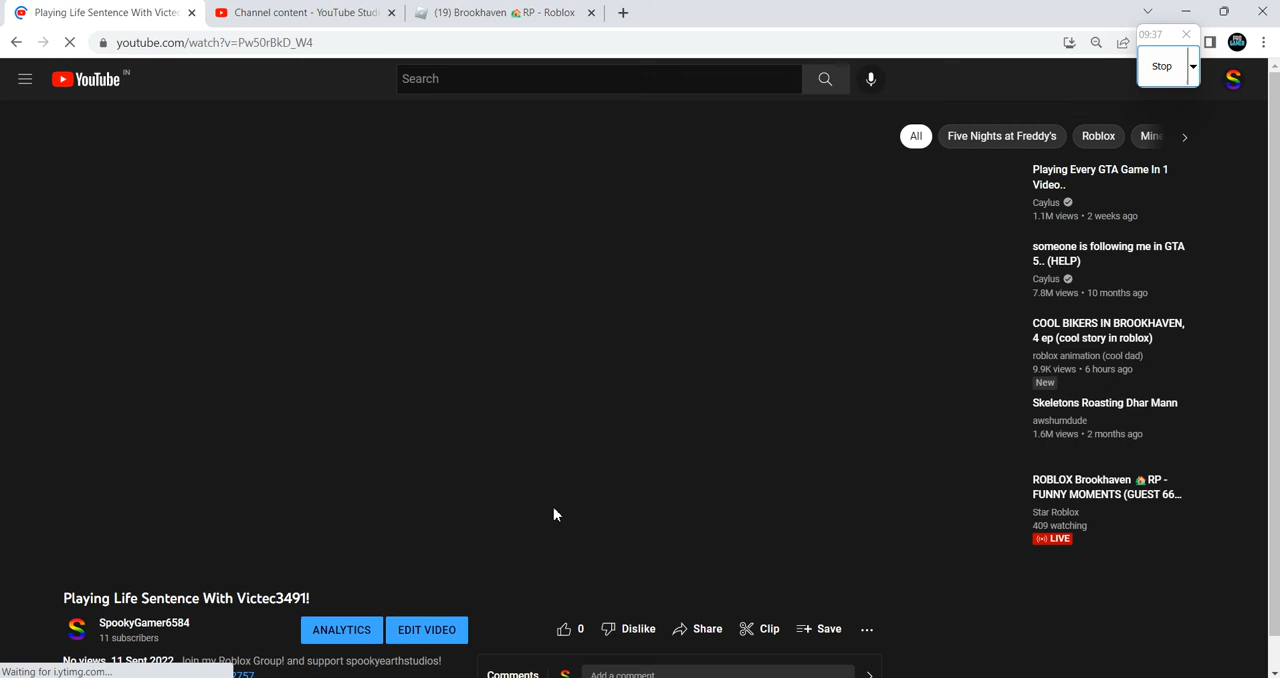 Playing Life Sentence With Victec
Channel content - YouTube Studi
(19) Brookhaven 🏡RP - Roblox
youtube.com/watch?v=Pw50rBkD_W4
09:37
Stop
YouTube IN
Search
All
Five Nights at Freddy's
Roblox
Mine
Playing Every GTA Game In 1
Video..
Caylus
1.1M views • 2 weeks ago
someone is following me in GTA
5.. (HELP)
Caylus
7.8M views • 10 months ago
COOL BIKERS IN BROOKHAVEN,
4 ep (cool story in roblox)
roblox animation (cool dad)
9.9K views • 6 hours ago
New
Skeletons Roasting Dhar Mann
awshumdude
1.6M views • 2 months ago
ROBLOX Brookhaven 🏡RP -
FUNNY MOMENTS (GUEST 66...
Star Roblox
409 watching
LIVE
Playing Life Sentence With Victec3491!
SpookyGamer6584
11 subscribers
ANALYTICS
EDIT VIDEO
0
Dislike
Share
Clip
Save
No views 11 Sept 2022 Join my Roblox Group! and support spookyearthstudios!
2757
Comments
Add a comment
Waiting for i.ytimg.com...